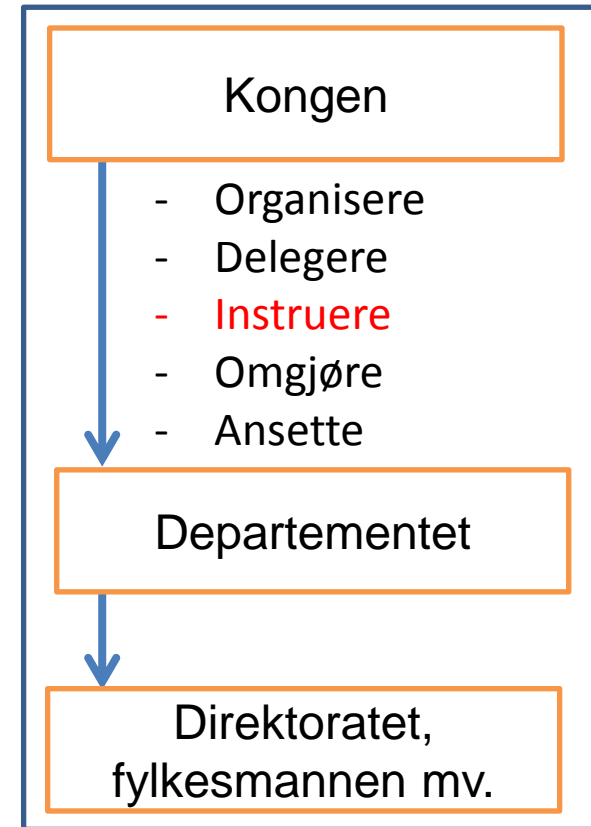 Kongen
- Organisere
- Delegere
- Instruere
- Omgjøre
- Ansette
Departementet
Direktoratet,
fylkesmannen mv.